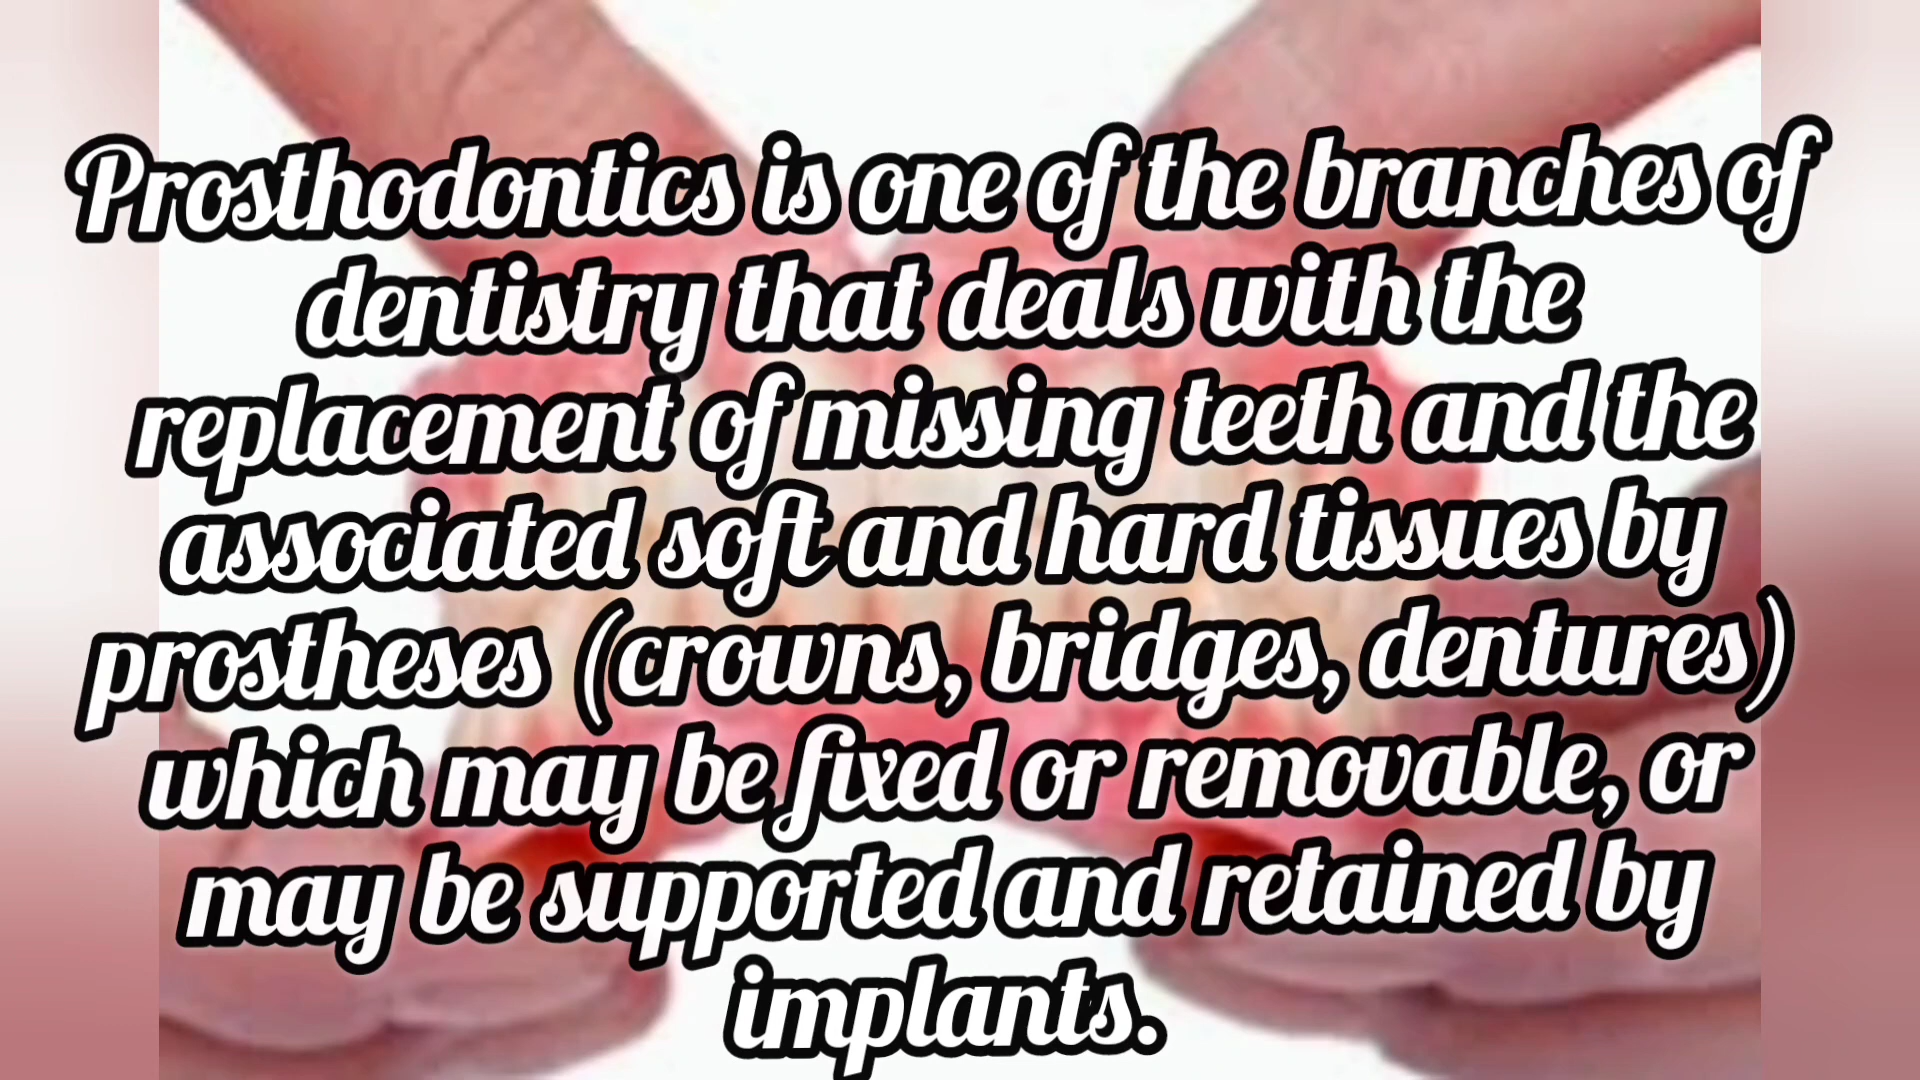 Prosthodontics is one of the branches of
dentistry that deals with the
replacement of missing teeth and the
associated soft and hard tissues by
prostheses (crowns, bridges, dentures)
which may be fixed or removable, or
may be supported and retained by
implants.